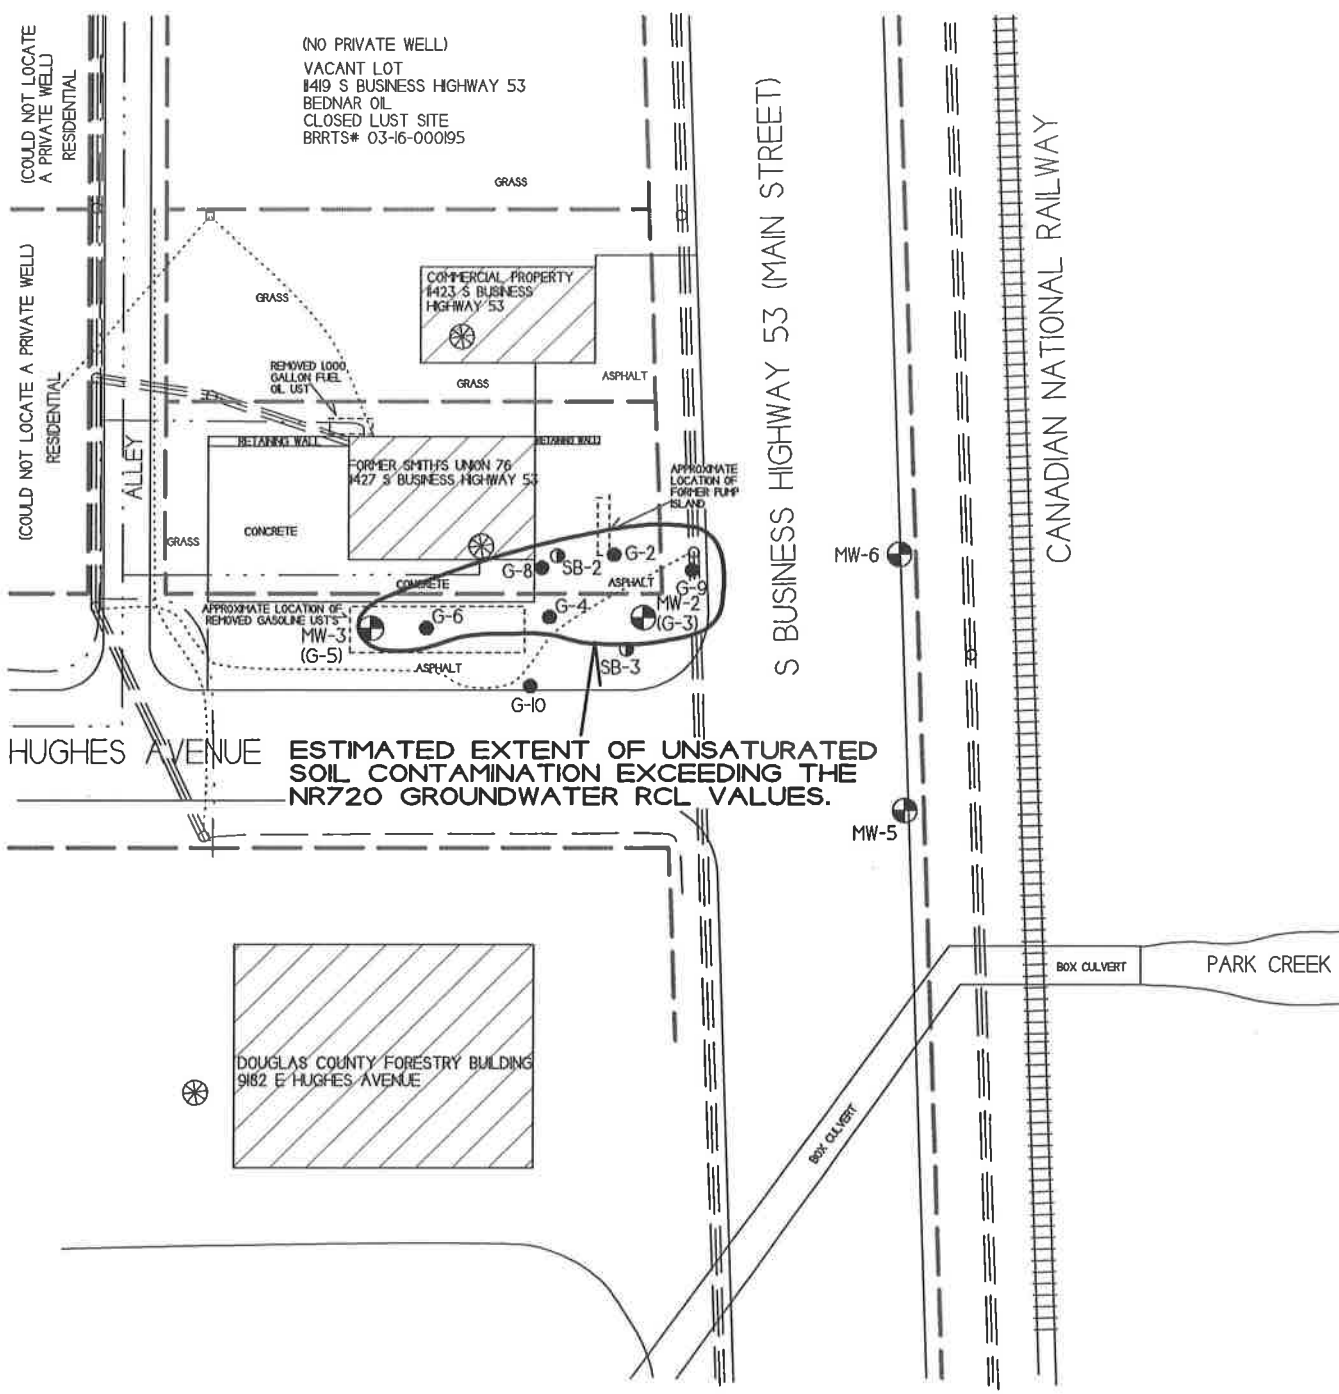 (COULD NOT LOCATE
A PRIVATE WELL)
RESIDENTIAL
(NO PRIVATE WELL)
VACANT LOT
11419 S BUSINESS HIGHWAY 53
BEDNAR OIL
CLOSED LUST SITE
BRRTS# 03-16-000195
GRASS
S BUSINESS HIGHWAY 53 (MAIN STREET)
CANADIAN NATIONAL RAILWAY
(COULD NOT LOCATE A PRIVATE WELL)
RESIDENTIAL
GRASS
COMMERCIAL PROPERTY
11423 S BUSINESS
HIGHWAY 53
REMOVED 1,000
GALLON FUEL
OIL UST
GRASS
ASPHALT
ALLEY
RETAINING WALL
RETAINING WALL
FORMER SMITH'S UNION 76
11427 S BUSINESS HIGHWAY 53
APPROXIMATE
LOCATION OF
FORMER PUMP
ISLAND
CONCRETE
GRASS
MW-6
G-8
SB-2
G-2
G-9
CONCRETE
ASPHALT
APPROXIMATE LOCATION OF
REMOVED GASOLINE UST'S
MW-3
(G-5)
G-6
G-4
MW-2
(G-3)
SB-3
ASPHALT
G-10
HUGHES AVENUE
ESTIMATED EXTENT OF UNSATURATED
SOIL CONTAMINATION EXCEEDING THE
NR720 GROUNDWATER RCL VALUES.
MW-5
BOX CULVERT
PARK CREEK
DOUGLAS COUNTY FORESTRY BUILDING
9182 E HUGHES AVENUE
BOX CULVERT